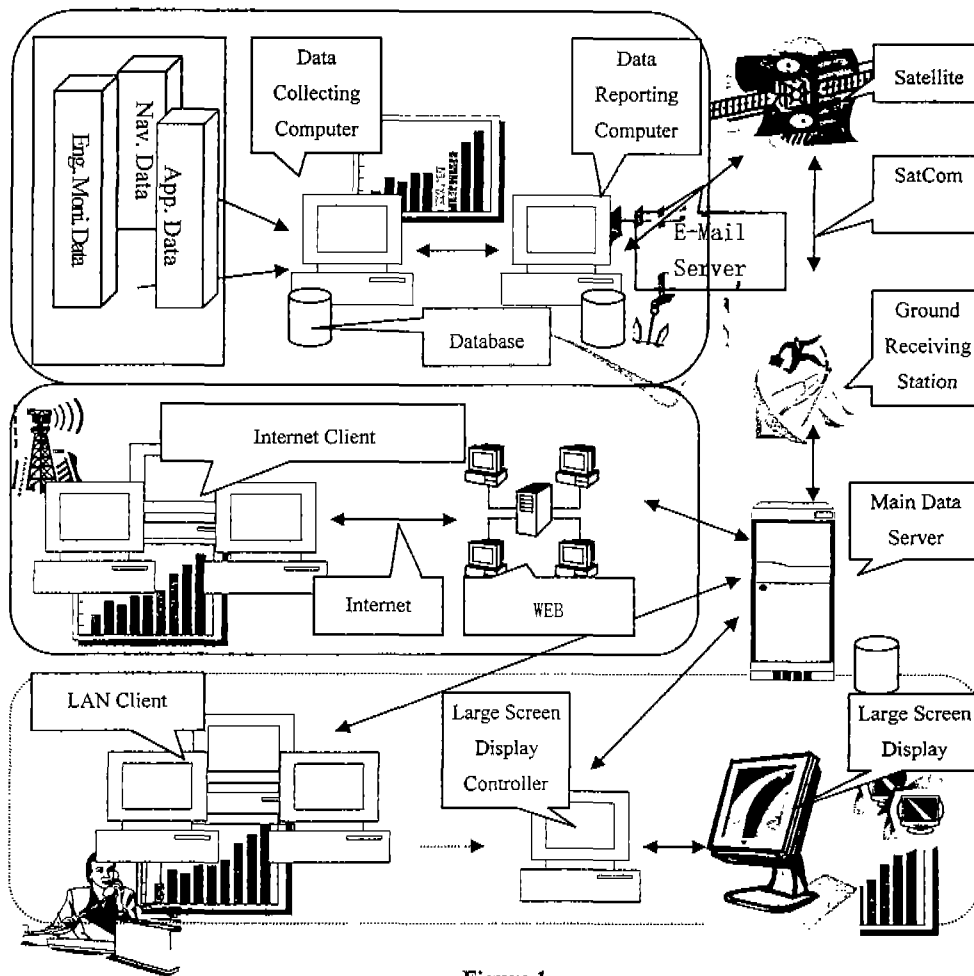 Eng. Moni. Data
Nav. Data
App. Data
Data
Collecting
Computer
Data
Reporting
Computer
Satellite
SatCom
E-Mail
Server
Database
Ground
Receiving
Station
Internet Client
Internet
WEB
Main Data
Server
LAN Client
Large Screen
Display
Controller
Large Screen
Display
Figure 1